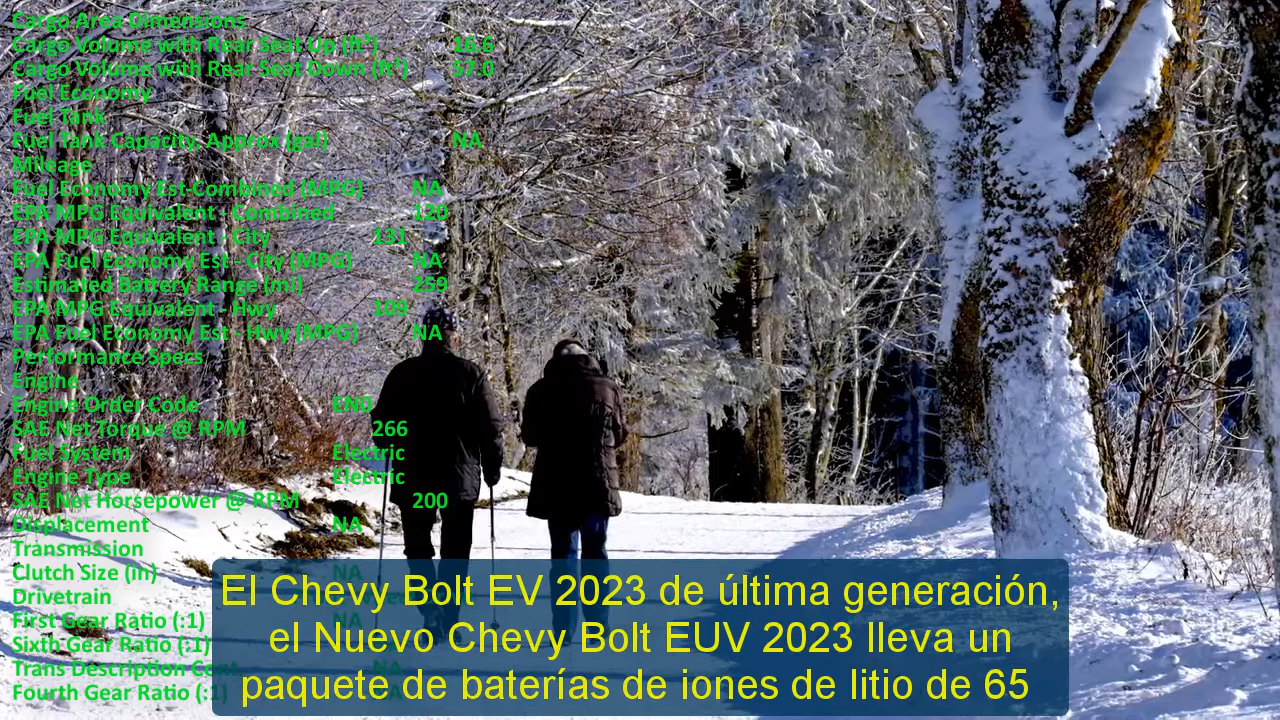 Cargo Area Dimensions
Cargo Volume with Rear Seat Up (ft³) 16.6
Cargo Volume with Rear Seat Down (ft³) 57.0
Fuel Economy
Fuel Tank
Fuel Tank Capacity, Approx (gal) NA
Mileage
Fuel Economy Est-Combined (MPG) NA
EPA MPG Equivalent - Combined 120
EPA MPG Equivalent - City 131
EPA Fuel Economy Est - City (MPG) NA
Estimated Battery Range (mi) 259
EPA MPG Equivalent - Hwy 109
EPA Fuel Economy Est - Hwy (MPG) NA
Performance Specs
Engine
Engine Order Code EN0
SAE Net Torque @ RPM 266
Fuel System Electric
Engine Type Electric
SAE Net Horsepower @ RPM 200
Displacement NA
Transmission
Clutch Size (in) NA
Drivetrain
First Gear Ratio (:1) NA
Sixth Gear Ratio (:1)
Trans Description Cont. NA
Fourth Gear Ratio (:1)
El Chevy Bolt EV 2023 de última generación,
el Nuevo Chevy Bolt EUV 2023 lleva un
paquete de baterías de iones de litio de 65